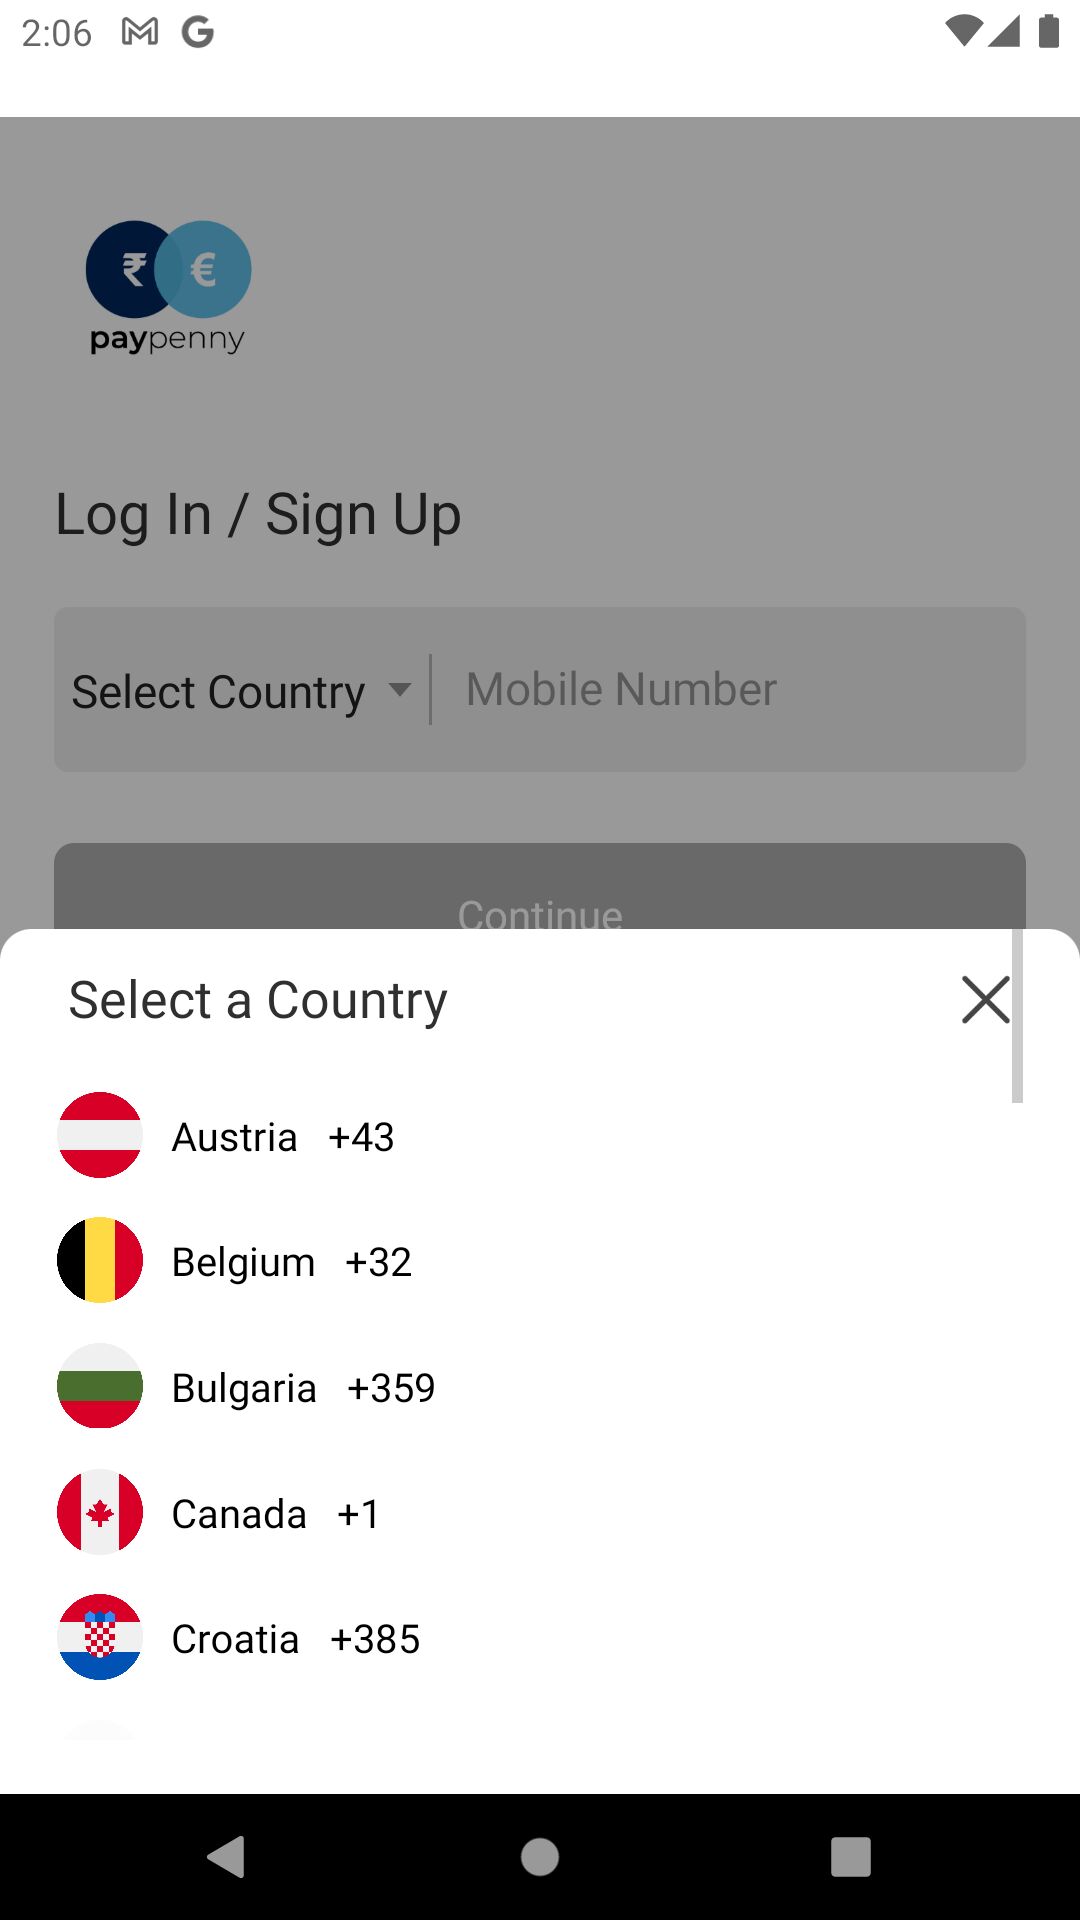 2:06
₹ €
paypenny
Log In / Sign Up
Select Country
Mobile Number
Continue
Select a Country
Austria +43
Belgium +32
Bulgaria +359
Canada +1
Croatia +385